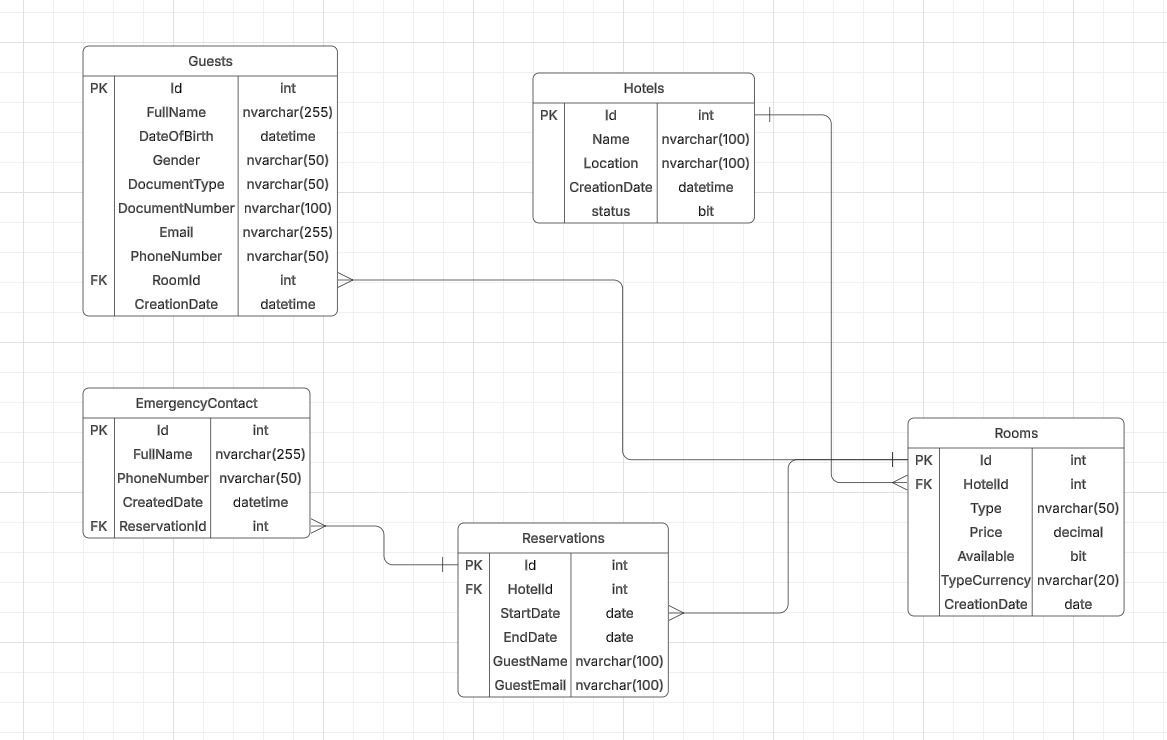 Guests
PK Id int
FullName nvarchar(255)
DateOfBirth datetime
Gender nvarchar(50)
DocumentType nvarchar(50)
DocumentNumber nvarchar(100)
Email nvarchar(255)
PhoneNumber nvarchar(50)
FK RoomId int
CreationDate datetime
Hotels
PK Id int
Name nvarchar(100)
Location nvarchar(100)
CreationDate datetime
status bit
EmergencyContact
PK Id int
FullName nvarchar(255)
PhoneNumber nvarchar(50)
CreatedDate datetime
FK ReservationId int
Reservations
PK Id int
FK HotelId int
StartDate date
EndDate date
GuestName nvarchar(100)
GuestEmail nvarchar(100)
Rooms
PK Id int
FK HotelId int
Type nvarchar(50)
Price decimal
Available bit
TypeCurrency nvarchar(20)
CreationDate date